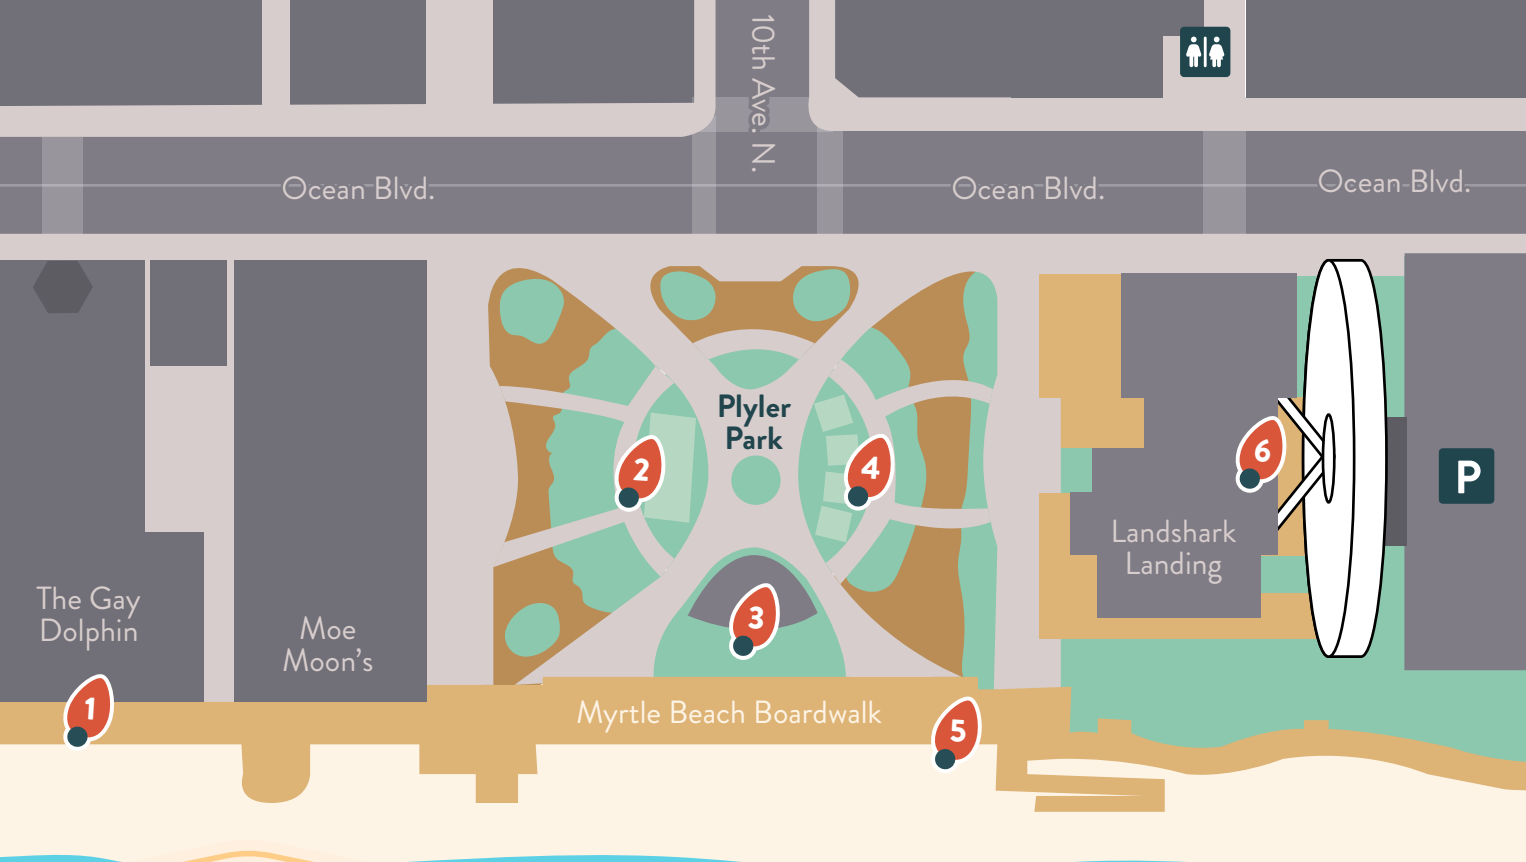 10th Ave. N.
Ocean Blvd.
Ocean Blvd.
Ocean Blvd.
Plyler
Park
2
4
6
P
Landshark
Landing
The Gay
Dolphin
Moe
Moon's
3
1
Myrtle Beach Boardwalk
5